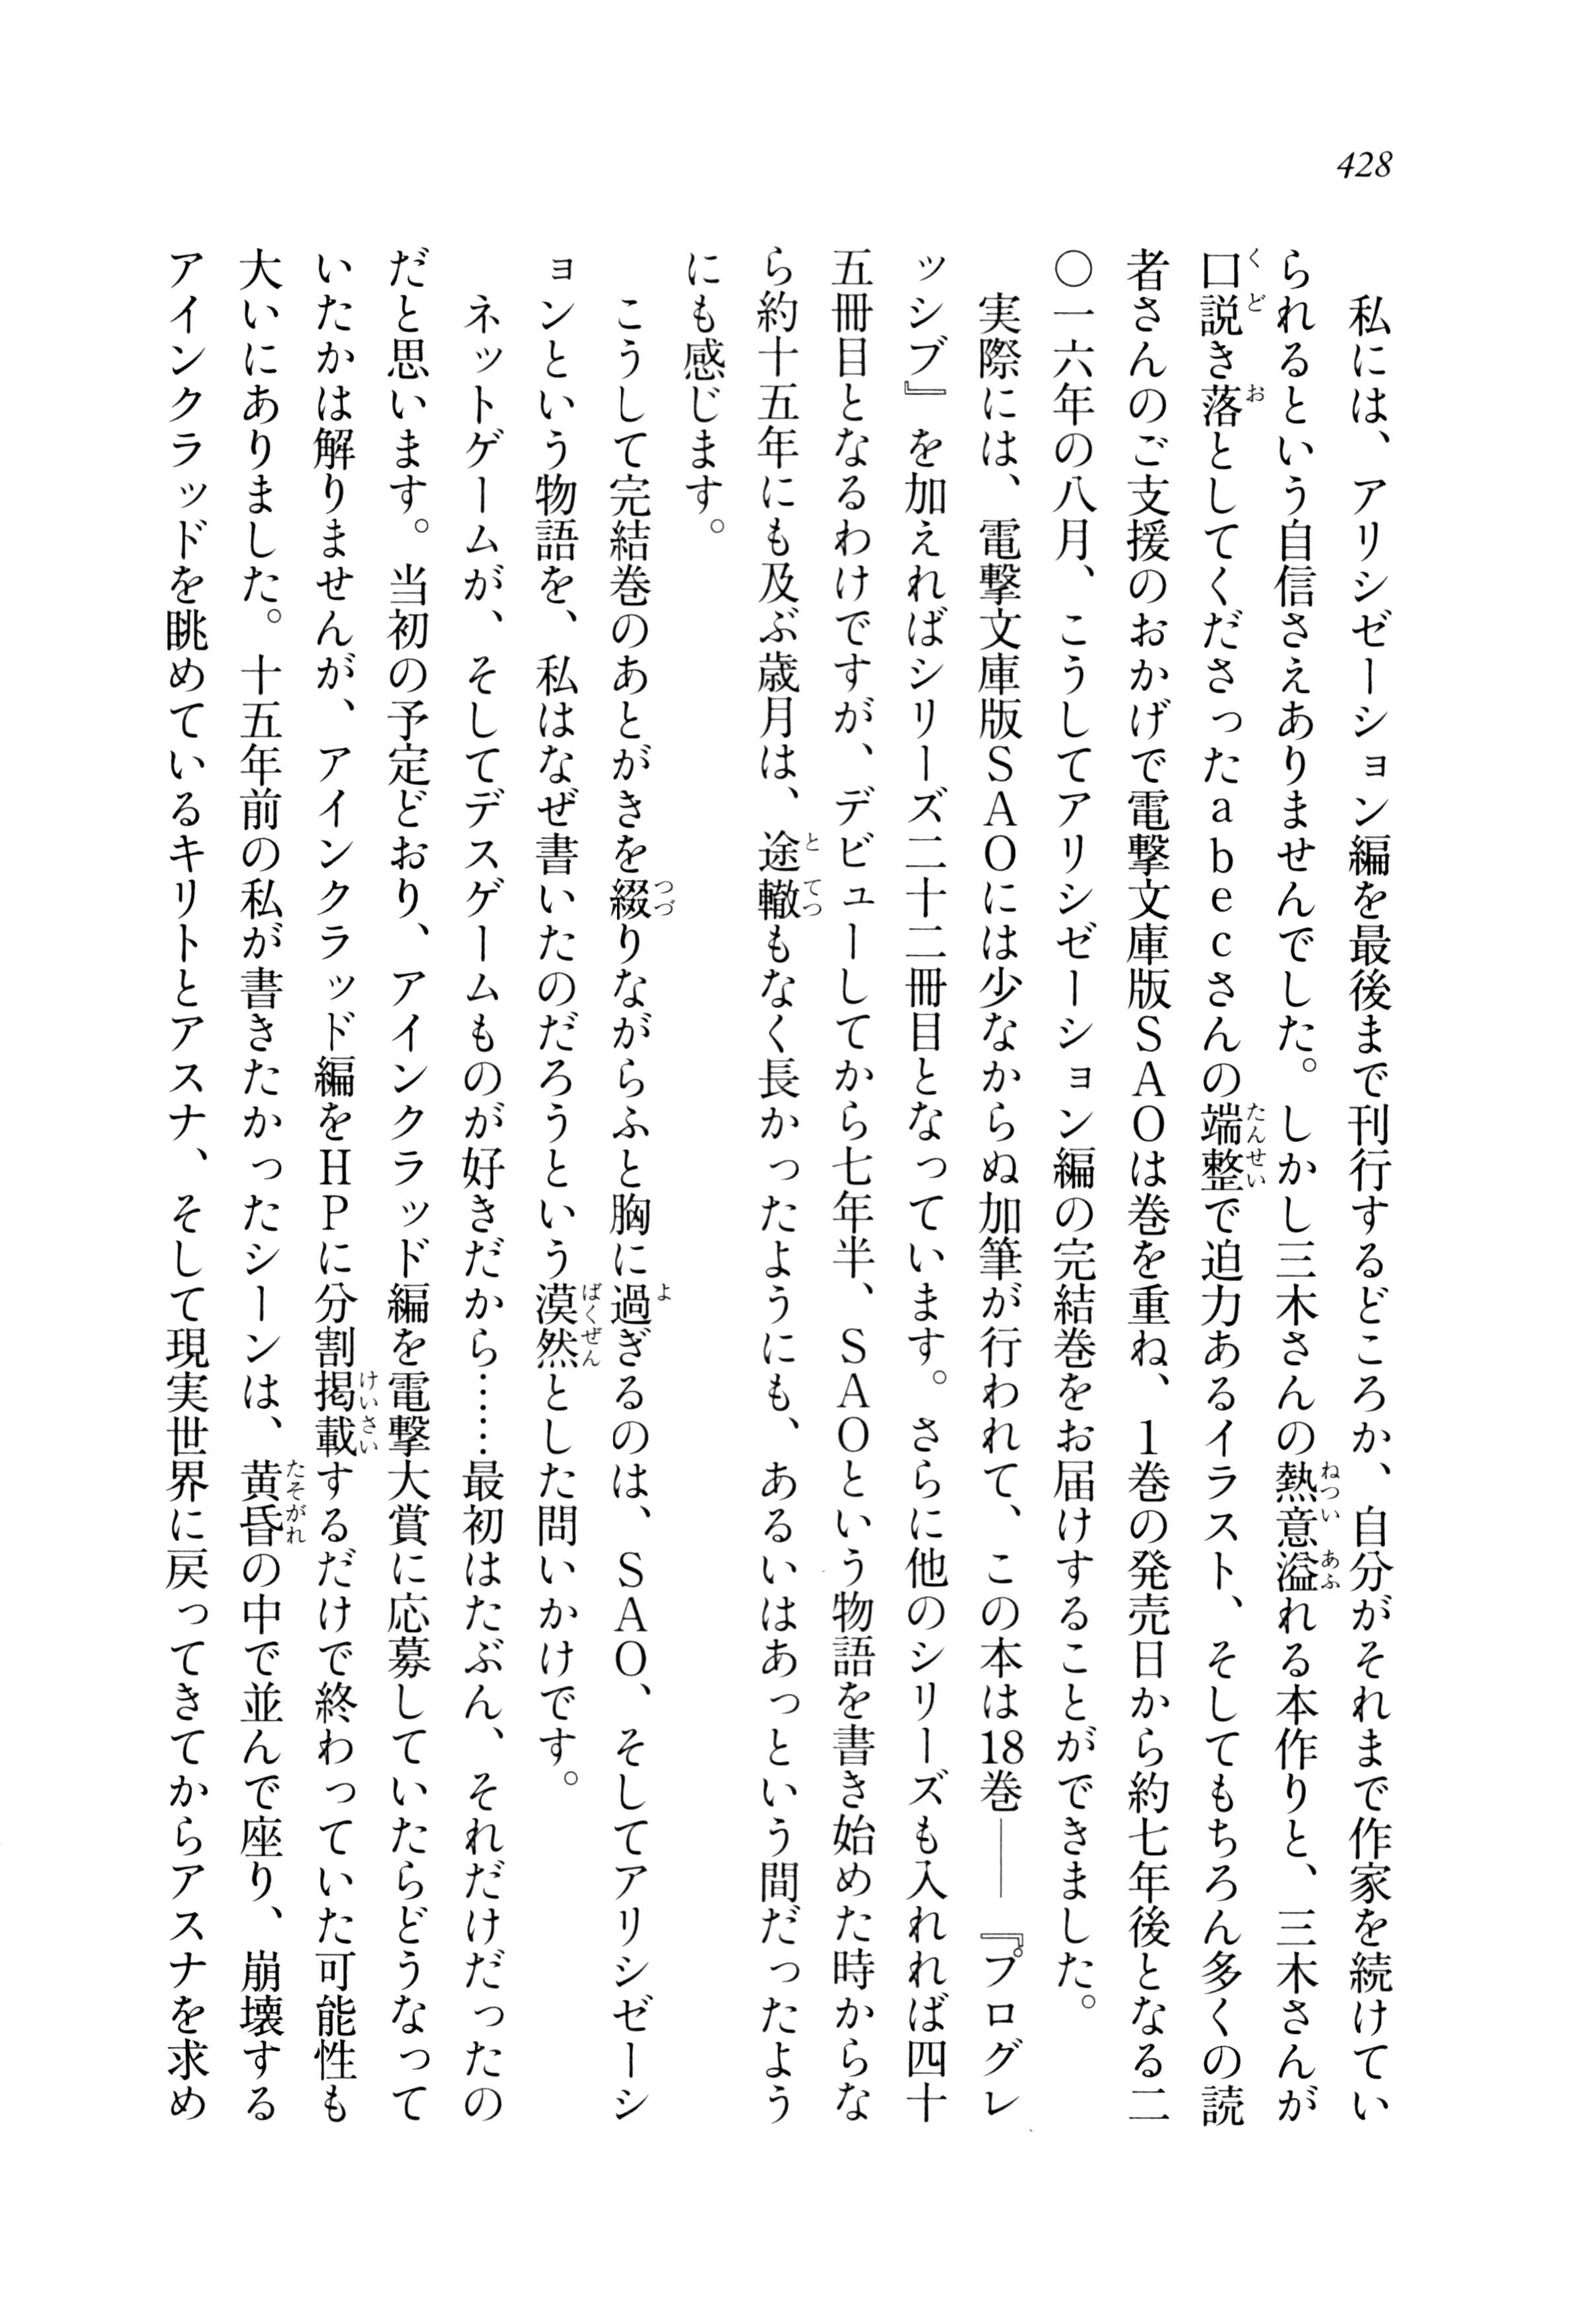 428
私には、アリシゼーション編を最後まで刊行するどころか、自分がそれまで作家を続けてい
られるという自信さえありませんでした。しかし三木さんの熱意溢れる本作りと、三木さんが
口説き落としてくださったabecさんの端整で迫力あるイラスト、そしてもちろん多くの読
者さんのご支援のおかげで電撃文庫版SAOは巻を重ね、1巻の発売日から約七年後となる二
〇一六年の八月、こうしてアリシゼーション編の完結巻をお届けすることができました。
実際には、電撃文庫版SAOには少なからぬ加筆が行われて、この本は18巻――『プログレ
ッシブ』を加えればシリーズ二十二冊目となっています。さらに他のシリーズも入れれば四十
五冊目となるわけですが、デビューしてから七年半、SAOという物語を書き始めた時からな
ら約十五年にも及ぶ歳月は、途轍もなく長かったようにも、あるいはあっという間だったよう
にも感じます。
こうして完結巻のあとがきを綴りながらふと胸に過ぎるのは、SAO、そしてアリシゼーシ
ョンという物語を、私はなぜ書いたのだろうという漠然とした問いかけです。
ネットゲームが、そしてデスゲームものが好きだから……最初はたぶん、それだけだったの
だと思います。当初の予定どおり、アインクラッド編を電撃大賞に応募していたらどうなって
いたかは解りませんが、アインクラッド編をHPに分割掲載するだけで終わっていた可能性も
大いにありました。十五年前の私が書きたかったシーンは、黄昏の中で並んで座り、崩壊する
アインクラッドを眺めているキリトとアスナ、そして現実世界に戻ってきてからアスナを求め